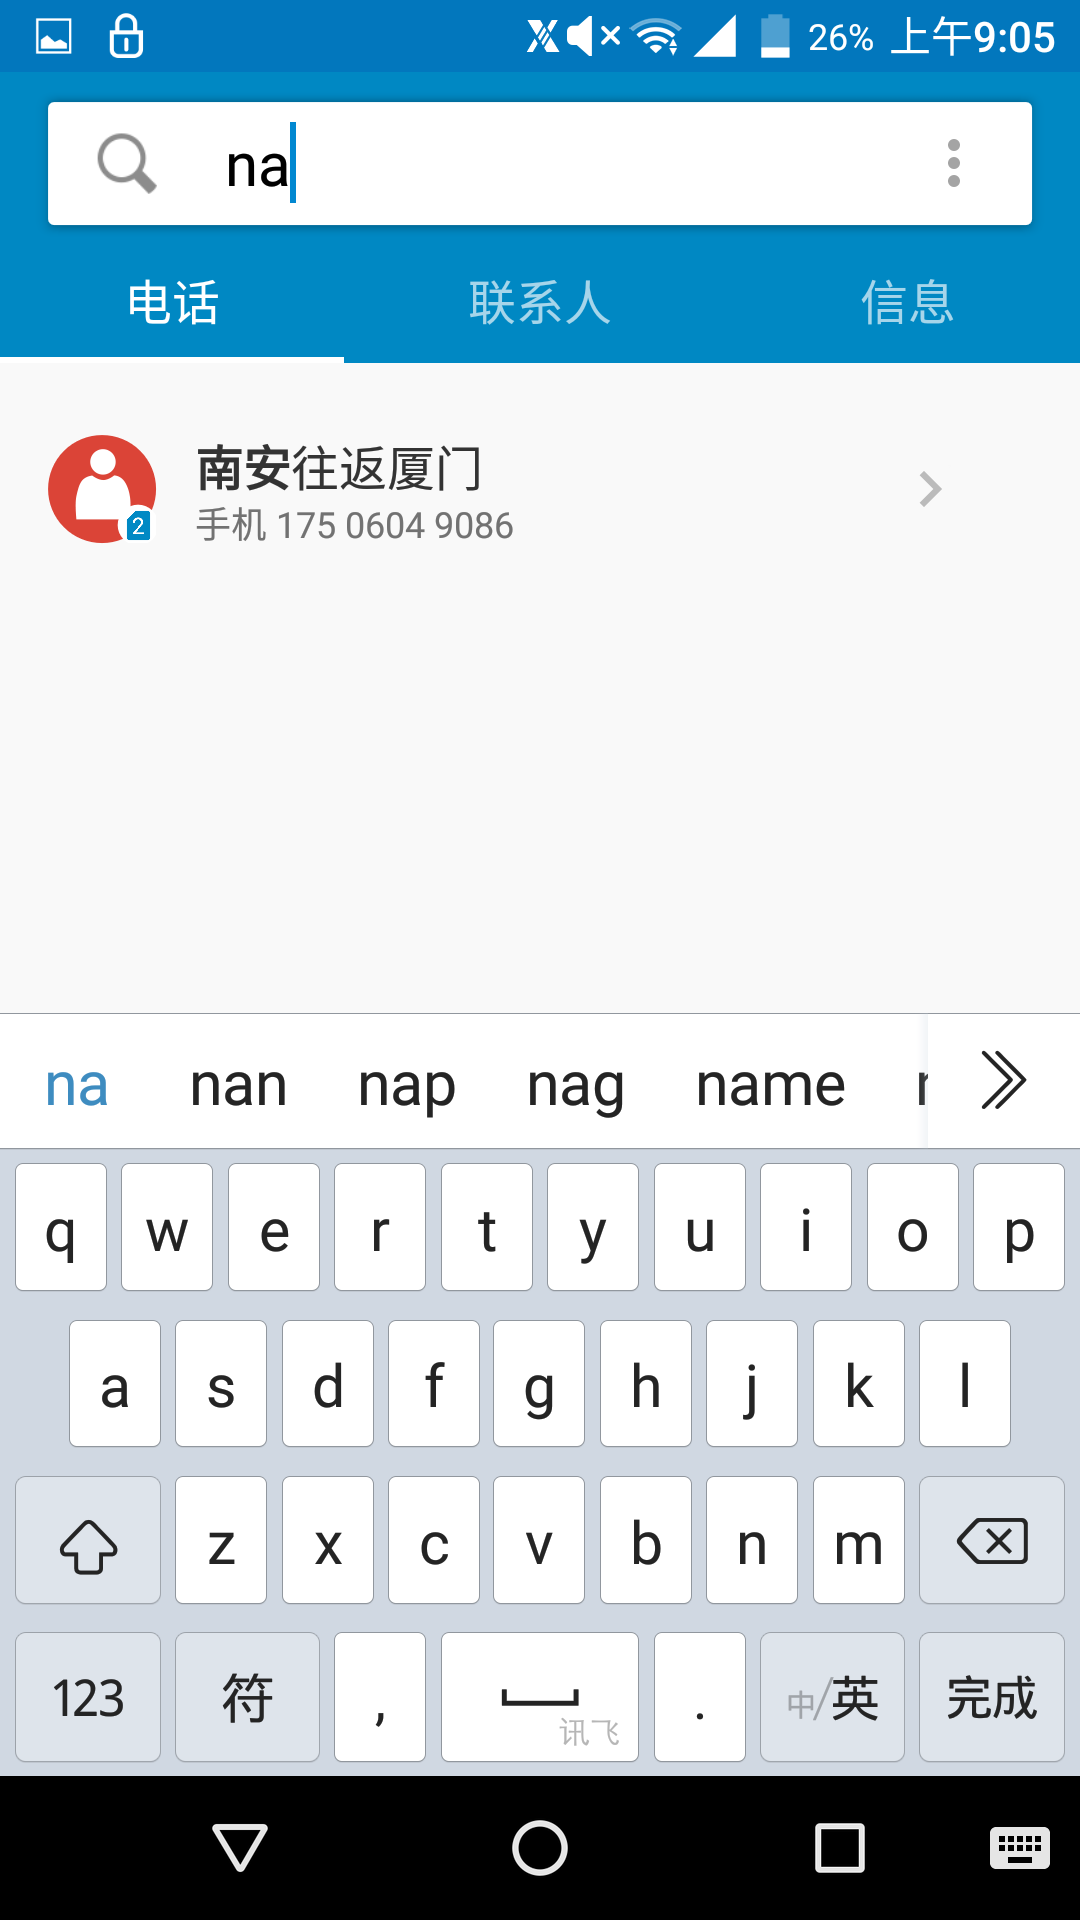 26% 上午9:05
na
电话 联系人 信息
南安往返厦门
手机 175 0604 9086
2
na nan nap nag name
q w e r t y u i o p
a s d f g h j k l
z x c v b n m
123 符 , 讯飞 . 中/英 完成